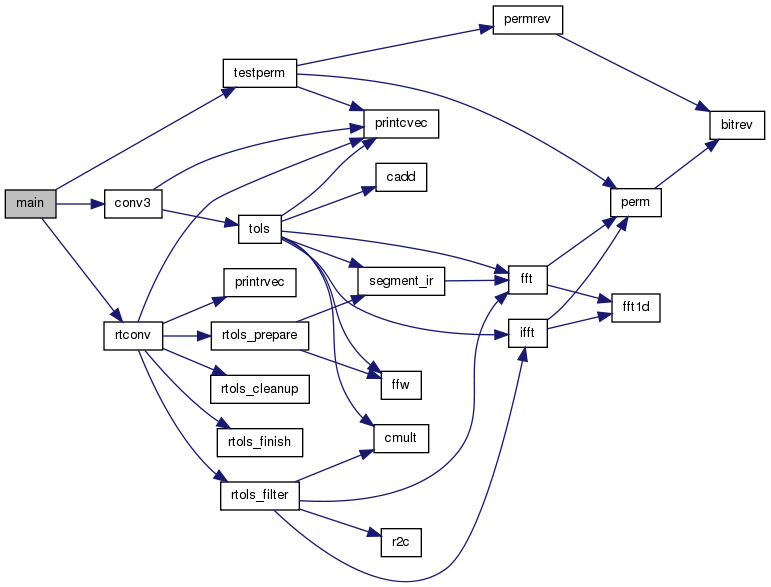 permrev
testperm
printcvec
bitrev
cadd
main
conv3
perm
tols
segment_ir
fft
printrvec
fft1d
rtconv
rtols_prepare
ifft
rtols_cleanup
ffw
rtols_finish
cmult
rtols_filter
r2c